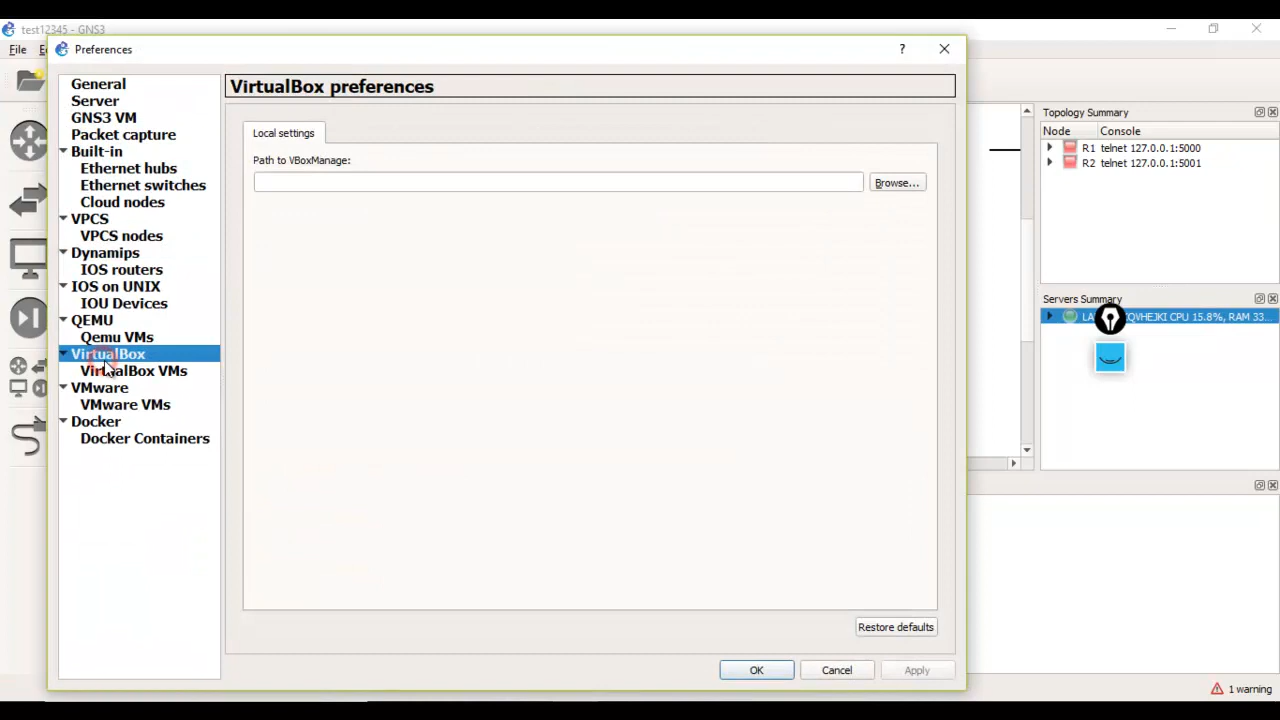 test12345 - GNS3
Preferences
?
File
General
Server
GNS3 VM
Packet capture
Built-in
Ethernet hubs
Ethernet switches
Cloud nodes
VPCS
VPCS nodes
Dynamips
IOS routers
IOS on UNIX
IOU Devices
QEMU
Qemu VMs
VirtualBox
VirtualBox VMs
VMware
VMware VMs
Docker
Docker Containers
VirtualBox preferences
Local settings
Path to VBoxManage:
Browse...
Restore defaults
OK
Cancel
Apply
Topology Summary
Node Console
R1 telnet 127.0.0.1:5000
R2 telnet 127.0.0.1:5001
Servers Summary
CPU 15.8%, RAM 33...
1 warning